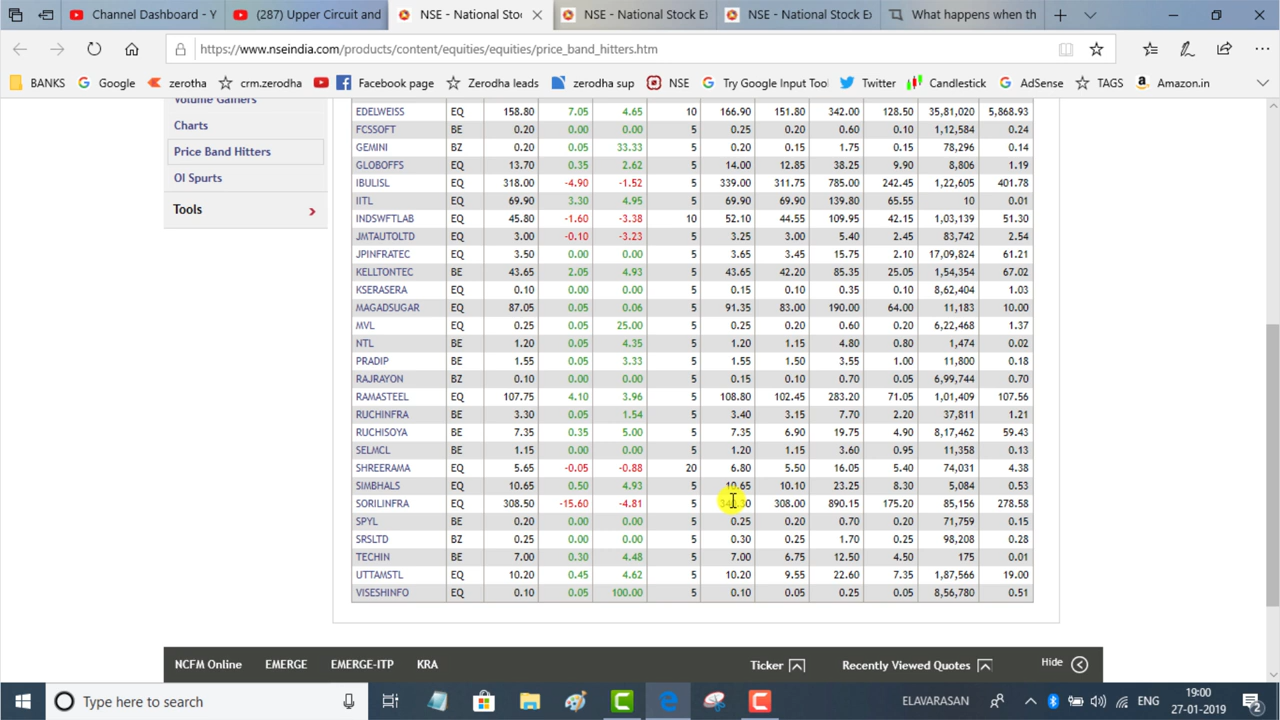 Channel Dashboard - Y
(287) Upper Circuit and
NSE - National Stoc
NSE - National Stock Ex
NSE - National Stock Ex
What happens when th
https://www.nseindia.com/products/content/equities/equities/price_band_hitters.htm
BANKS Google zerotha crm.zerodha Facebook page Zerodha leads zerodha sup NSE Try Google Input Tool Twitter Candlestick AdSense TAGS Amazon.in
Volume Gainers
Charts
Price Band Hitters
OI Spurts
Tools
EDELWEISS EQ 158.80 7.05 4.65 10 166.90 151.80 342.00 128.50 35,81,020 5,868.93
FCSSOFT BE 0.20 0.00 0.00 5 0.25 0.20 0.60 0.10 1,12,584 0.24
GEMINI BZ 0.20 0.05 33.33 5 0.20 0.15 1.75 0.15 78,296 0.14
GLOBOFFS EQ 13.70 0.35 2.62 5 14.00 12.85 38.25 9.90 8,806 1.19
IBULISL EQ 318.00 -4.90 -1.52 5 339.00 311.75 785.00 242.45 1,22,605 401.78
IITL EQ 69.90 3.30 4.95 5 69.90 69.90 139.80 65.55 10 0.01
INDSWFTLAB EQ 45.80 -1.60 -3.38 10 52.10 44.55 109.95 42.15 1,03,139 51.30
JMTAUTOLTD EQ 3.00 -0.10 -3.23 5 3.25 3.00 5.40 2.45 83,742 2.54
JPINFRATEC EQ 3.50 0.00 0.00 5 3.65 3.45 15.75 2.10 17,09,824 61.21
KELLTONTEC BE 43.65 2.05 4.93 5 43.65 42.20 85.35 25.05 1,54,354 67.02
KSERASERA EQ 0.10 0.00 0.00 5 0.15 0.10 0.35 0.10 8,62,404 1.03
MAGADSUGAR EQ 87.05 0.05 0.06 5 91.35 83.00 190.00 64.00 11,183 10.00
MVL EQ 0.25 0.05 25.00 5 0.25 0.20 0.60 0.20 6,22,468 1.37
NTL BE 1.20 0.05 4.35 5 1.20 1.15 4.80 0.80 1,474 0.02
PRADIP BE 1.55 0.05 3.33 5 1.55 1.50 3.55 1.00 11,800 0.18
RAJRAYON BZ 0.10 0.00 0.00 5 0.15 0.10 0.70 0.05 6,99,744 0.70
RAMASTEEL EQ 107.75 4.10 3.96 5 108.80 102.45 283.20 71.05 1,01,409 107.56
RUCHINFRA BE 3.30 0.05 1.54 5 3.40 3.15 7.70 2.20 37,811 1.21
RUCHISOYA BE 7.35 0.35 5.00 5 7.35 6.90 19.75 4.90 8,17,462 59.43
SELMCL BE 1.15 0.00 0.00 5 1.20 1.15 3.60 0.95 11,358 0.13
SHREERAMA EQ 5.65 -0.05 -0.88 20 6.80 5.50 16.05 5.40 74,031 4.38
SIMBHALS EQ 10.65 0.50 4.93 5 10.65 10.10 23.25 8.30 5,084 0.53
SORILINFRA EQ 308.50 -15.60 -4.81 5 308.00 890.15 175.20 85,156 278.58
SPYL BE 0.20 0.00 0.00 5 0.25 0.20 0.70 0.20 71,759 0.15
SRSLTD BZ 0.25 0.00 0.00 5 0.30 0.25 1.70 0.25 98,208 0.28
TECHIN BE 7.00 0.30 4.48 5 7.00 6.75 12.50 4.50 175 0.01
UTTAMSTL EQ 10.20 0.45 4.62 5 10.20 9.55 22.60 7.35 1,87,566 19.00
VISESHINFO EQ 0.10 0.05 100.00 5 0.10 0.05 0.25 0.05 8,56,780 0.51
NCFM Online EMERGE EMERGE-ITP KRA Ticker Recently Viewed Quotes Hide
Type here to search
ELAVARASAN
ENG
19:00
27-01-2019
2